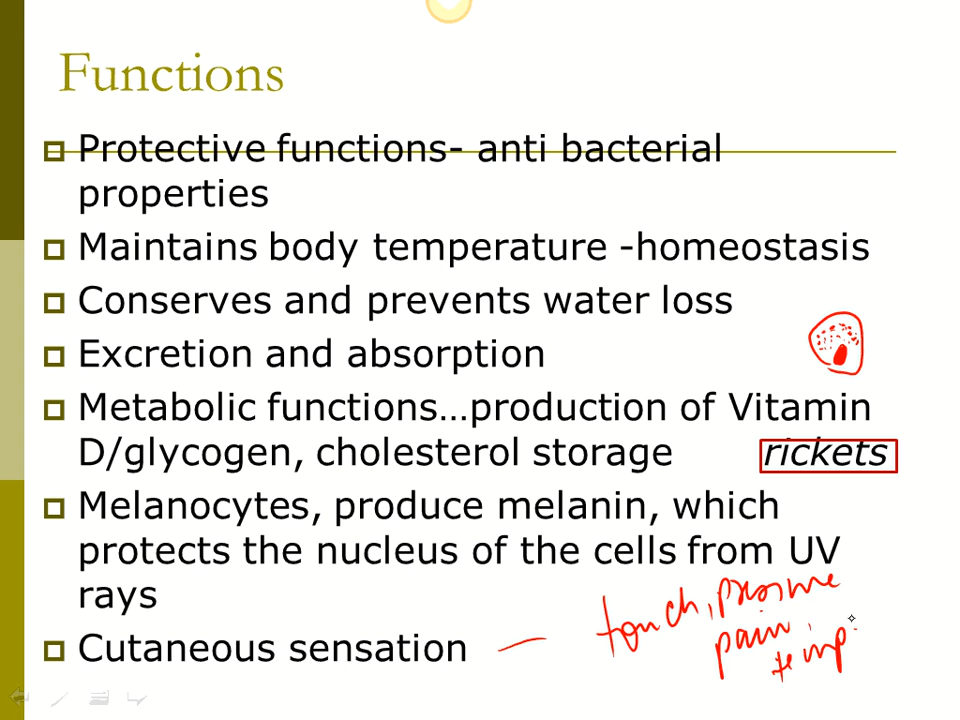 Functions
Protective functions- anti bacterial
properties
Maintains body temperature -homeostasis
Conserves and prevents water loss
Excretion and absorption
Metabolic functions…production of Vitamin
D/glycogen, cholesterol storage rickets
Melanocytes, produce melanin, which
protects the nucleus of the cells from UV
rays
Cutaneous sensation — touch, pressure
pain,
temp